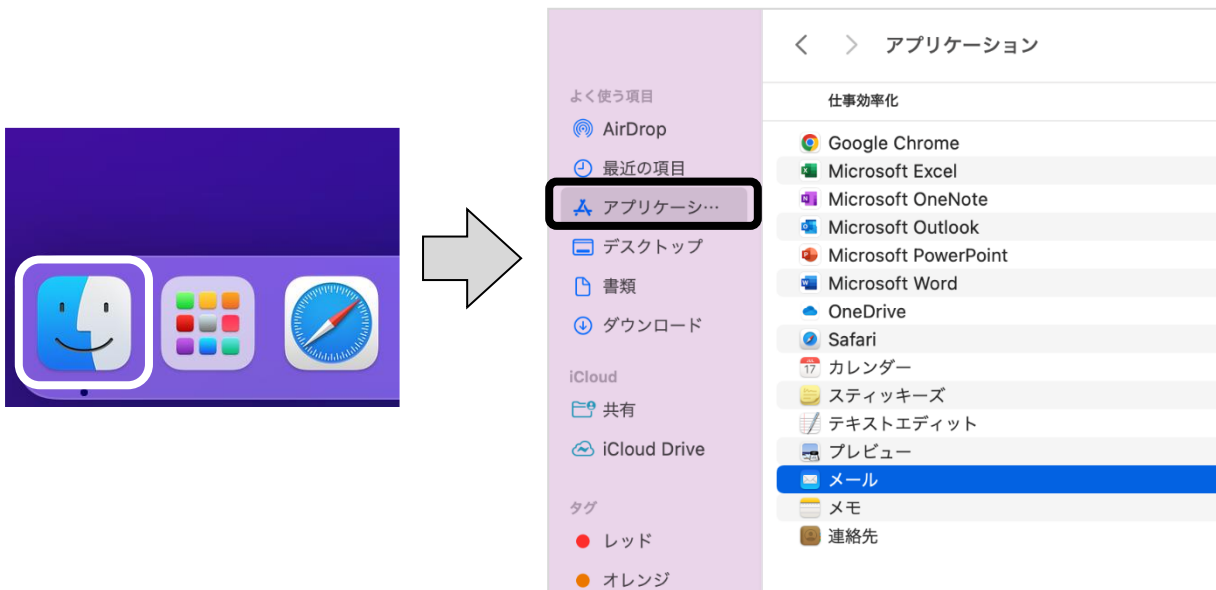 よく使う項目
AirDrop
最近の項目
アプリケーシ…
デスクトップ
書類
ダウンロード
iCloud
共有
iCloud Drive
タグ
レッド
オレンジ
アプリケーション
仕事効率化
Google Chrome
Microsoft Excel
Microsoft OneNote
Microsoft Outlook
Microsoft PowerPoint
Microsoft Word
OneDrive
Safari
17
カレンダー
スティッキーズ
テキストエディット
プレビュー
メール
メモ
連絡先